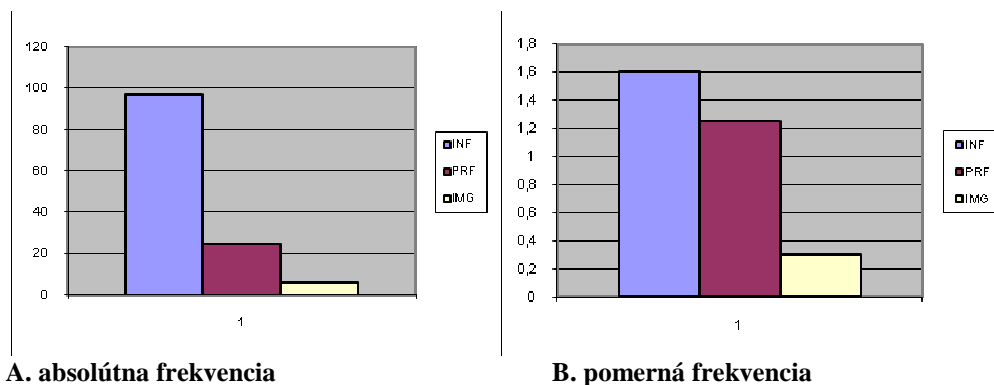 120
100
80
60
40
20
0
1
INF
PRF
IMG
1,8
1,6
1,4
1,2
1
0,8
0,6
0,4
0,2
0
1
INF
PRF
IMG
A. absolútna frekvencia
B. pomerná frekvencia